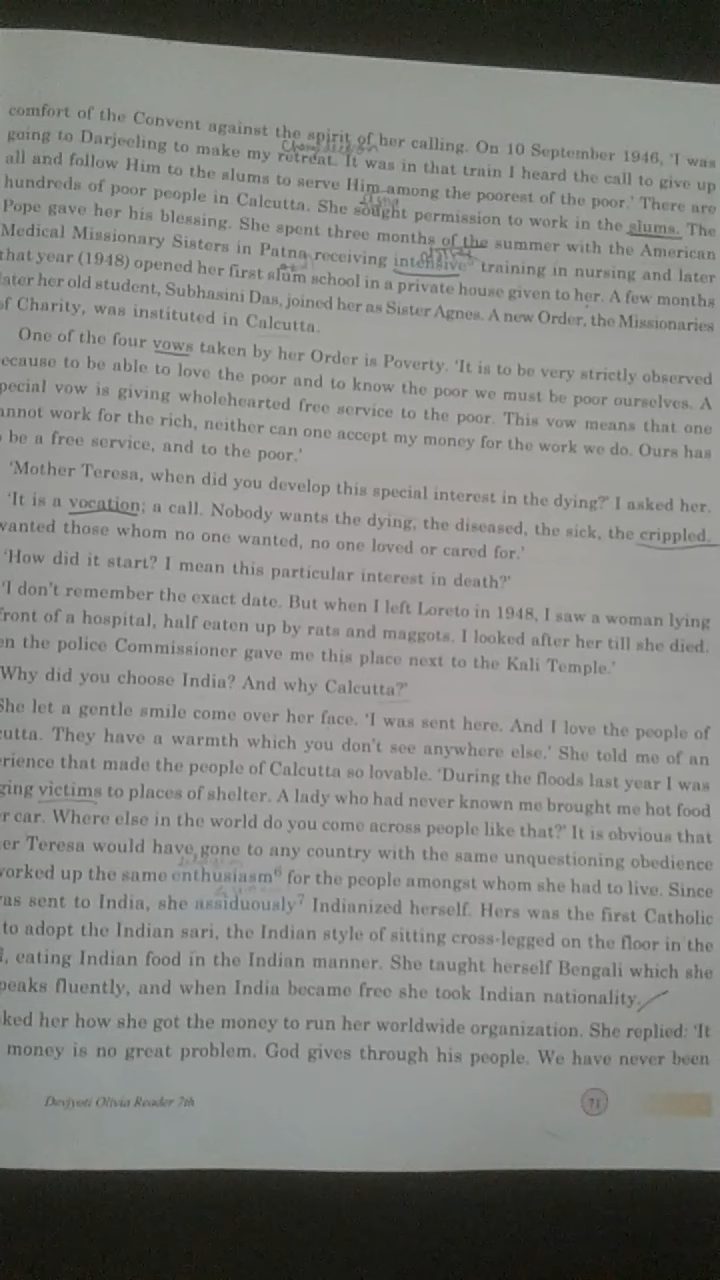 comfort of the Convent against the spirit of her calling. On 10 September 1946, 'I was
going to Darjeeling to make my retreat. It was in that train I heard the call to give up
all and follow Him to the slums to serve Him among the poorest of the poor.' There are
hundreds of poor people in Calcutta. She sought permission to work in the slums. The
Pope gave her his blessing. She spent three months of the summer with the American
Medical Missionary Sisters in Patna receiving intensive training in nursing and later
that year (1948) opened her first slum school in a private house given to her. A few months
later her old student, Subhasini Das, joined her as Sister Agnes. A new Order, the Missionaries
of Charity, was instituted in Calcutta.
One of the four vows taken by her Order is Poverty. 'It is to be very strictly observed
ecause to be able to love the poor and to know the poor we must be poor ourselves. A
pecial vow is giving wholehearted free service to the poor. This vow means that one
annot work for the rich, neither can one accept my money for the work we do. Ours has
be a free service, and to the poor.'
'Mother Teresa, when did you develop this special interest in the dying?' I asked her.
'It is a vocation; a call. Nobody wants the dying, the diseased, the sick, the crippled.
wanted those whom no one wanted, no one loved or cared for.'
'How did it start? I mean this particular interest in death?'
'I don't remember the exact date. But when I left Loreto in 1948, I saw a woman lying
front of a hospital, half eaten up by rats and maggots. I looked after her till she died.
en the police Commissioner gave me this place next to the Kali Temple.'
Why did you choose India? And why Calcutta?'
She let a gentle smile come over her face. 'I was sent here. And I love the people of
cutta. They have a warmth which you don't see anywhere else.' She told me of an
erience that made the people of Calcutta so lovable. 'During the floods last year I was
ging victims to places of shelter. A lady who had never known me brought me hot food
r car. Where else in the world do you come across people like that?' It is obvious that
er Teresa would have gone to any country with the same unquestioning obedience
worked up the same enthusiasm6 for the people amongst whom she had to live. Since
as sent to India, she assiduously7 Indianized herself. Hers was the first Catholic
to adopt the Indian sari, the Indian style of sitting cross-legged on the floor in the
l, eating Indian food in the Indian manner. She taught herself Bengali which she
peaks fluently, and when India became free she took Indian nationality.
ked her how she got the money to run her worldwide organization. She replied: 'It
money is no great problem. God gives through his people. We have never been
Devjyoti Olivia Reader 7th
71